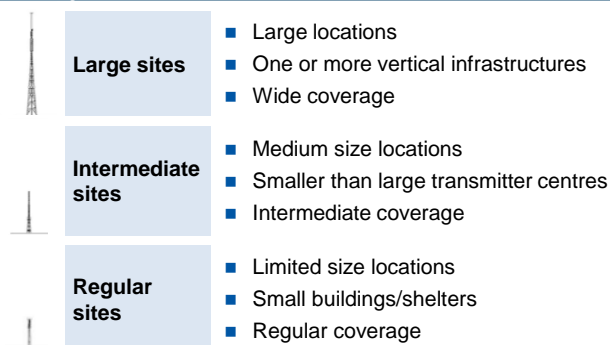 Large sites
Large locations
One or more vertical infrastructures
Wide coverage
Intermediate
sites
Medium size locations
Smaller than large transmitter centres
Intermediate coverage
Regular
sites
Limited size locations
Small buildings/shelters
Regular coverage